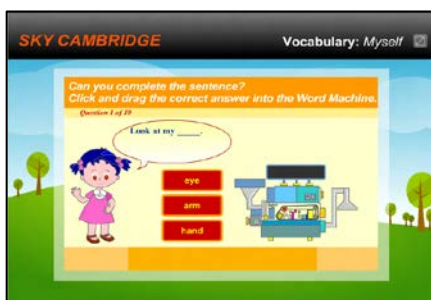 SKY CAMBRIDGE
Vocabulary: Myself
Can you complete the sentence?
Click and drag the correct answer into the Word Machine.
Question 1 of 10
Look at my _____.
eye
arm
hand